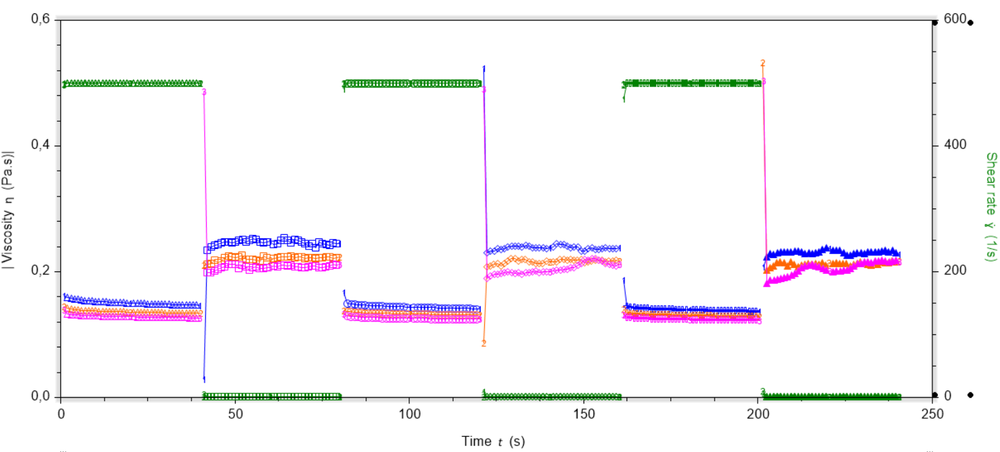 0,6
0,4
0,2
0,0
| Viscosity η (Pa.s)|
600
400
200
0
Shear rate γ̇ (1/s)
0 50 100 150 200 250
Time t (s)